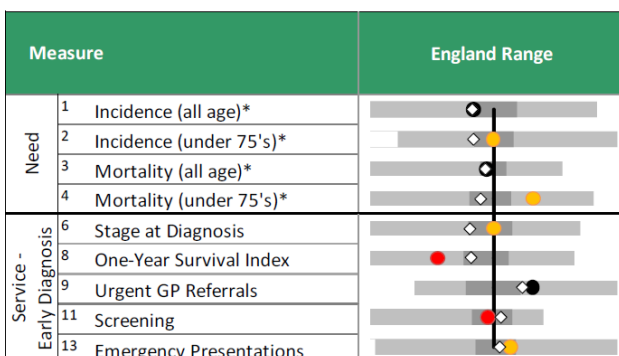 Measure England Range
Need
1 Incidence (all age)*
2 Incidence (under 75's)*
3 Mortality (all age)*
4 Mortality (under 75's)*
Service -
Early Diagnosis
6 Stage at Diagnosis
8 One-Year Survival Index
9 Urgent GP Referrals
11 Screening
13 Emergency Presentations